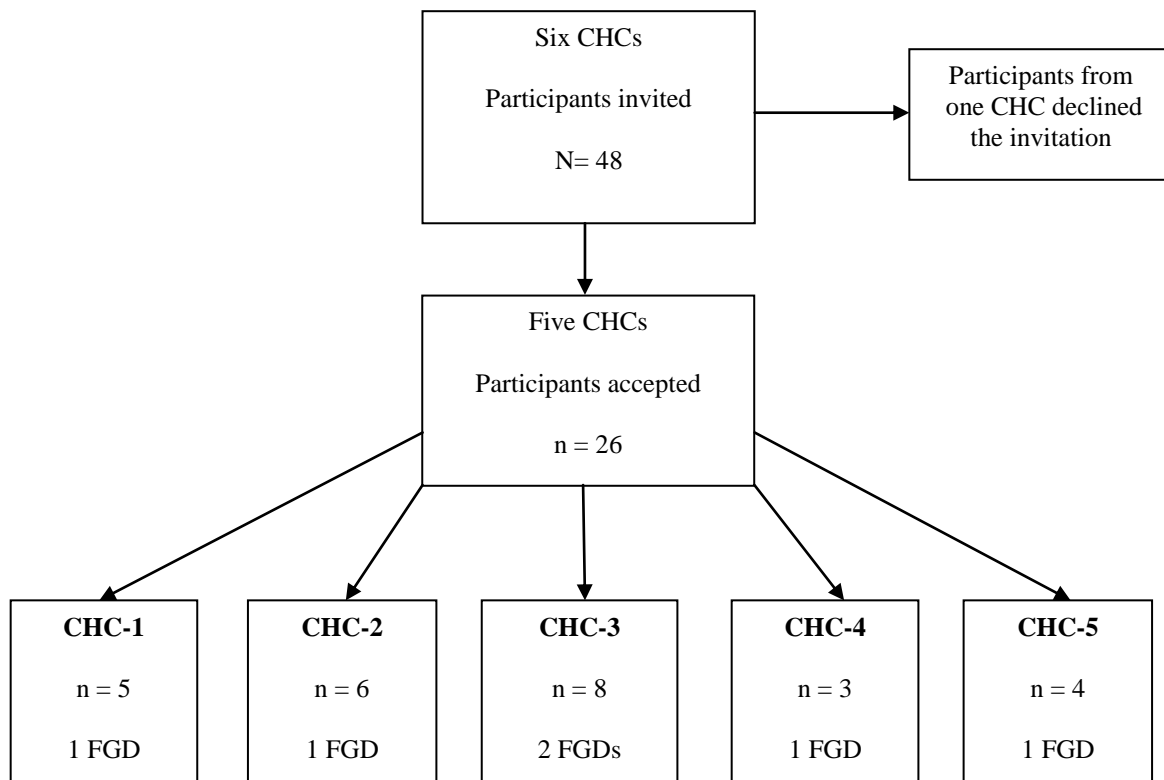 Six CHCs
Participants invited
N= 48
Participants from
one CHC declined
the invitation
Five CHCs
Participants accepted
n = 26
CHC-1
n = 5
1 FGD
CHC-2
n = 6
1 FGD
CHC-3
n = 8
2 FGDs
CHC-4
n = 3
1 FGD
CHC-5
n = 4
1 FGD